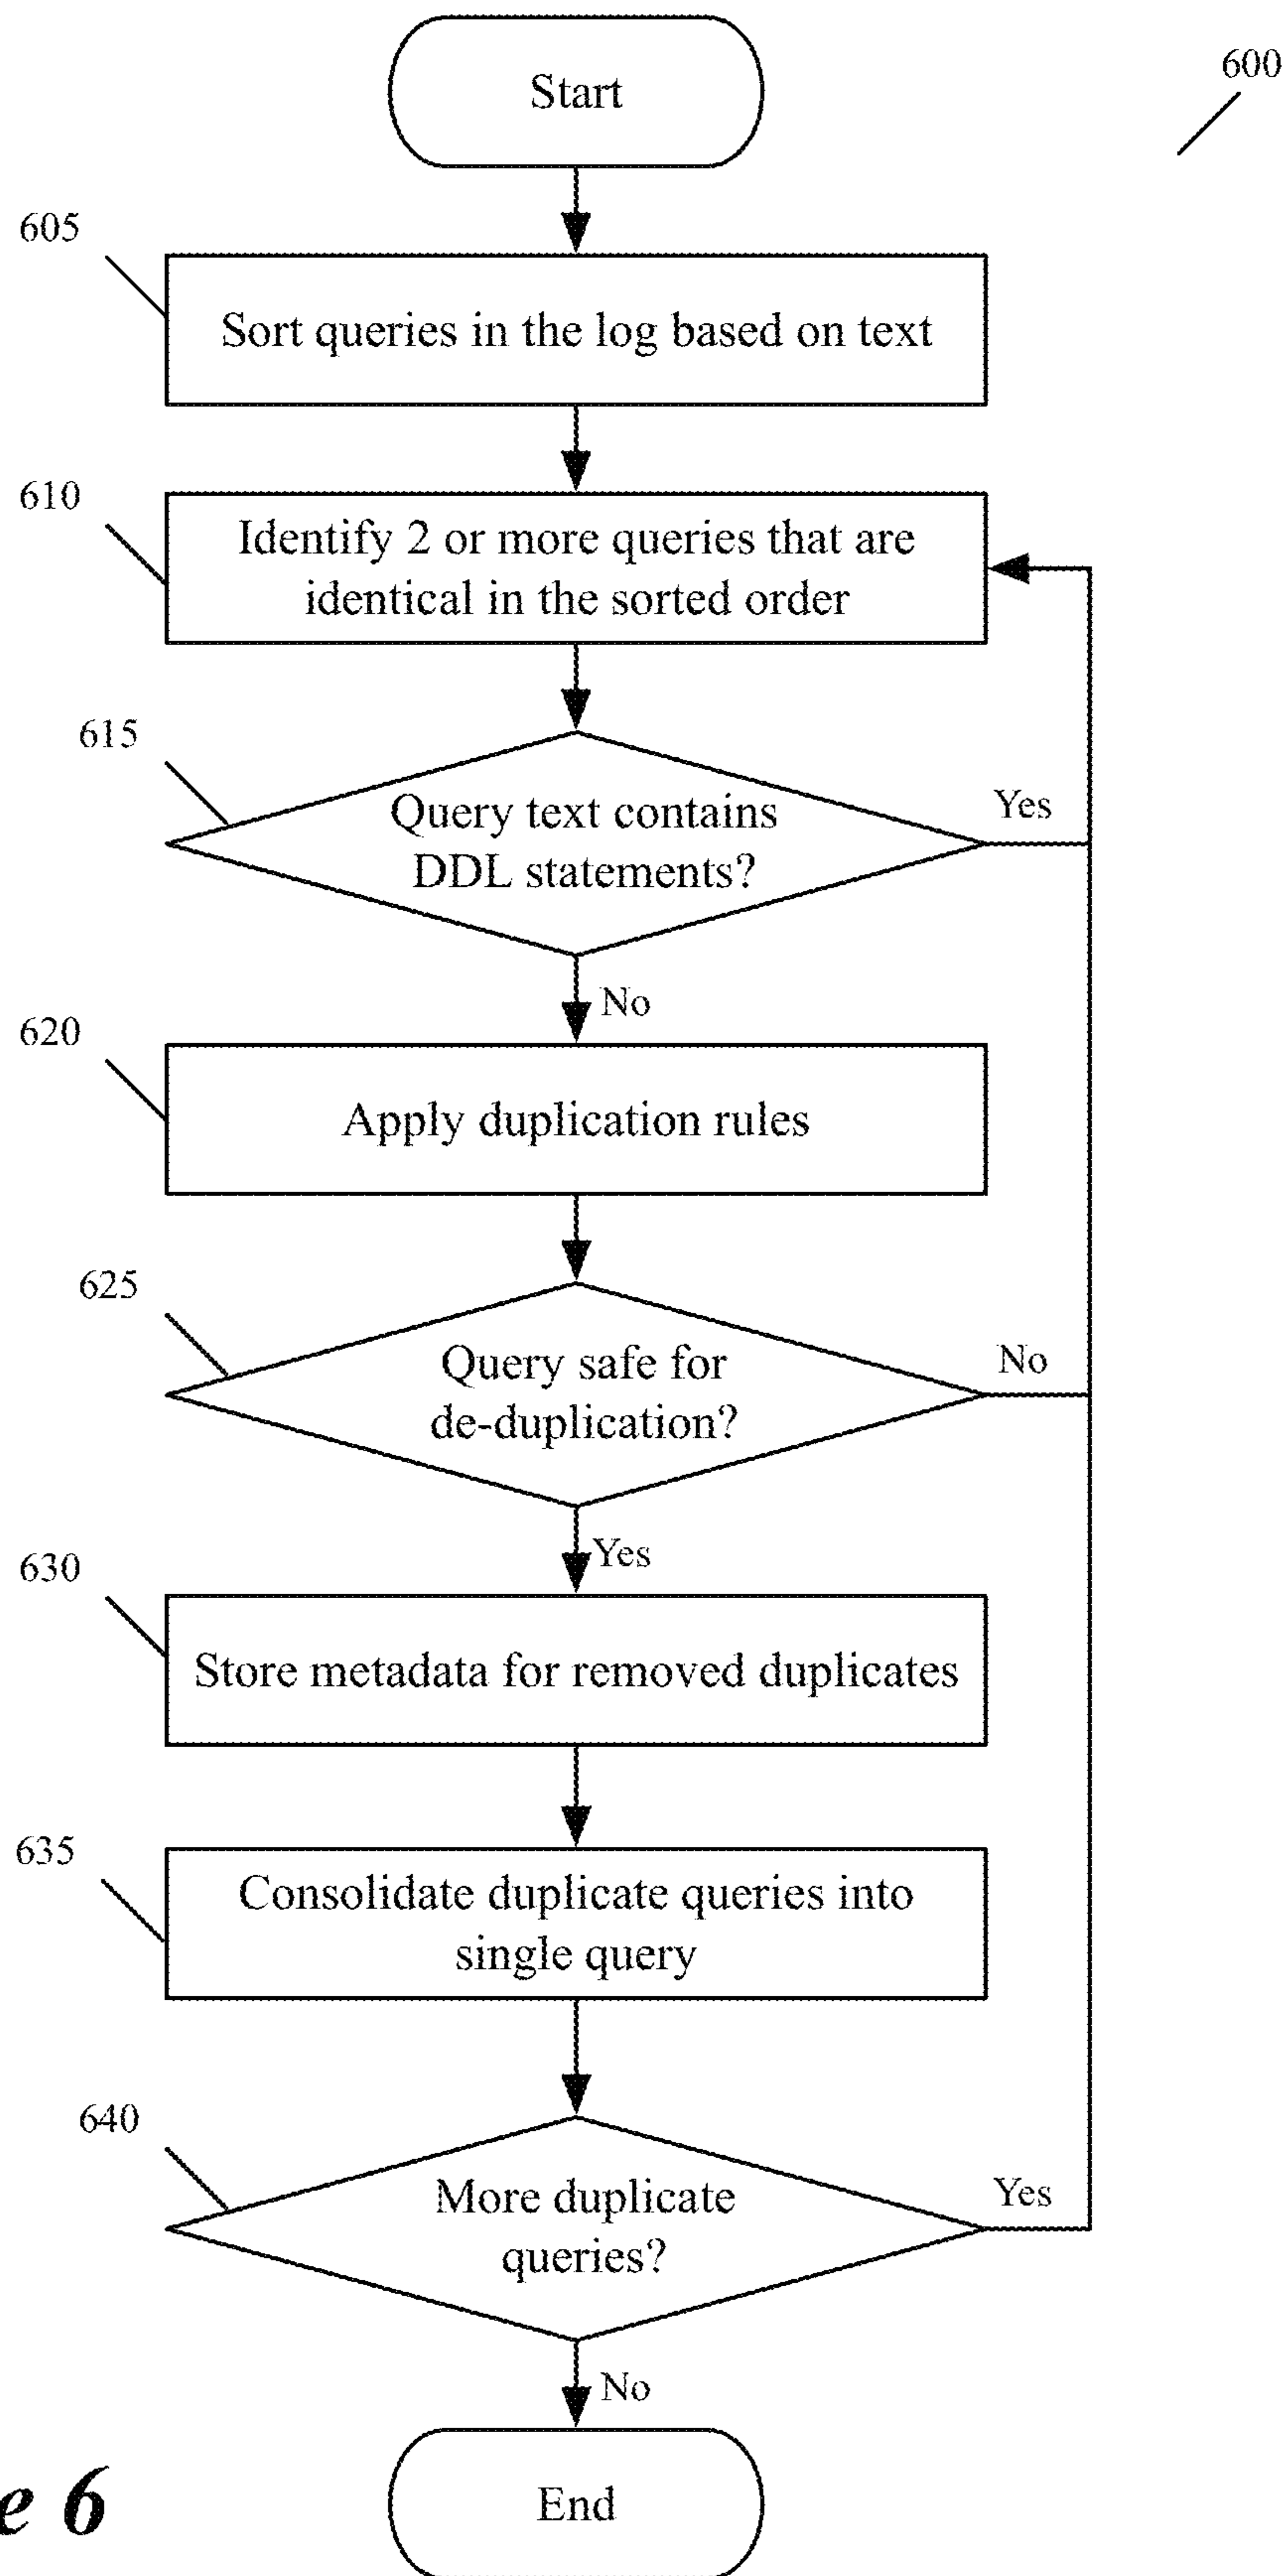 Start
600
605
Sort queries in the log based on text
610
Identify 2 or more queries that are
identical in the sorted order
615
Query text contains
DDL statements?
Yes
No
620
Apply duplication rules
625
Query safe for
de-duplication?
No
Yes
630
Store metadata for removed duplicates
635
Consolidate duplicate queries into
single query
640
More duplicate
queries?
Yes
No
e 6
End